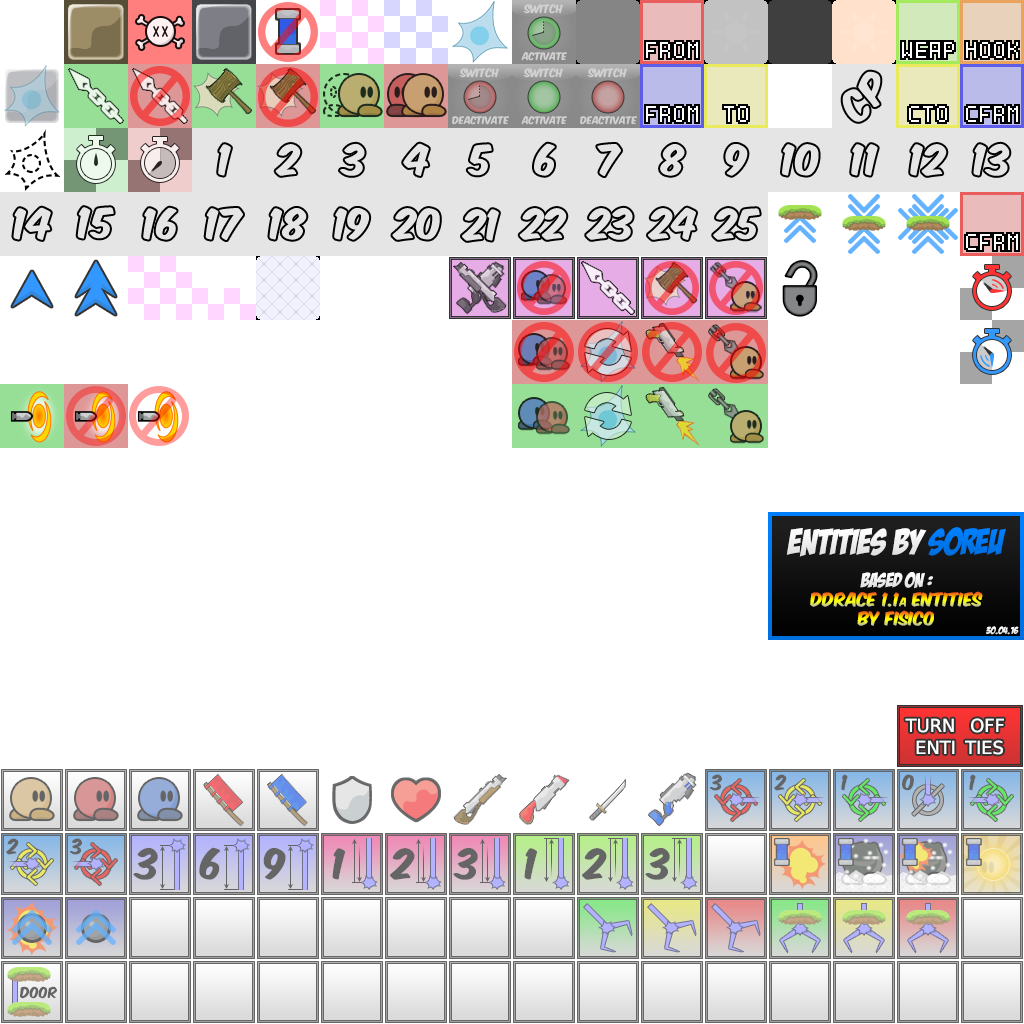 SWITCH
ACTIVATE
FROM
WEAP
HOOK
SWITCH
DEACTIVATE
SWITCH
ACTIVATE
SWITCH
DEACTIVATE
FROM
TO
CP
CTO
CFRM
1 2 3 4 5 6 7 8 9 10 11 12 13
14 15 16 17 18 19 20 21 22 23 24 25
CFRM
ENTITIES BY SOREU
BASED ON :
DDRACE 1.1A ENTITIES
BY FISICO
30.04.16
TURN OFF
ENTI TIES
3 2 1 0 1
2 3 3 6 9 1 2 3 1 2 3
DOOR